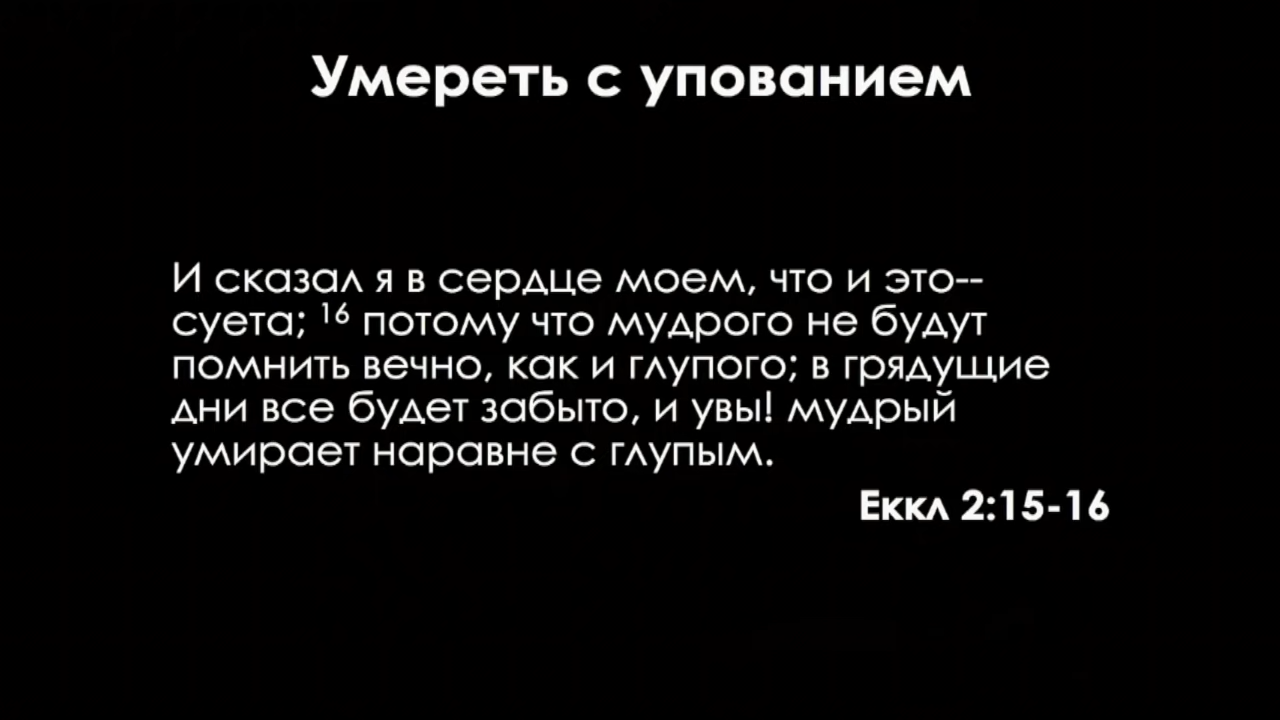 Умереть с упованием
И сказал я в сердце моем, что и это--
суета; ¹⁶ потому что мудрого не будут
помнить вечно, как и глупого; в грядущие
дни все будет забыто, и увы! мудрый
умирает наравне с глупым.
Еккл 2:15-16